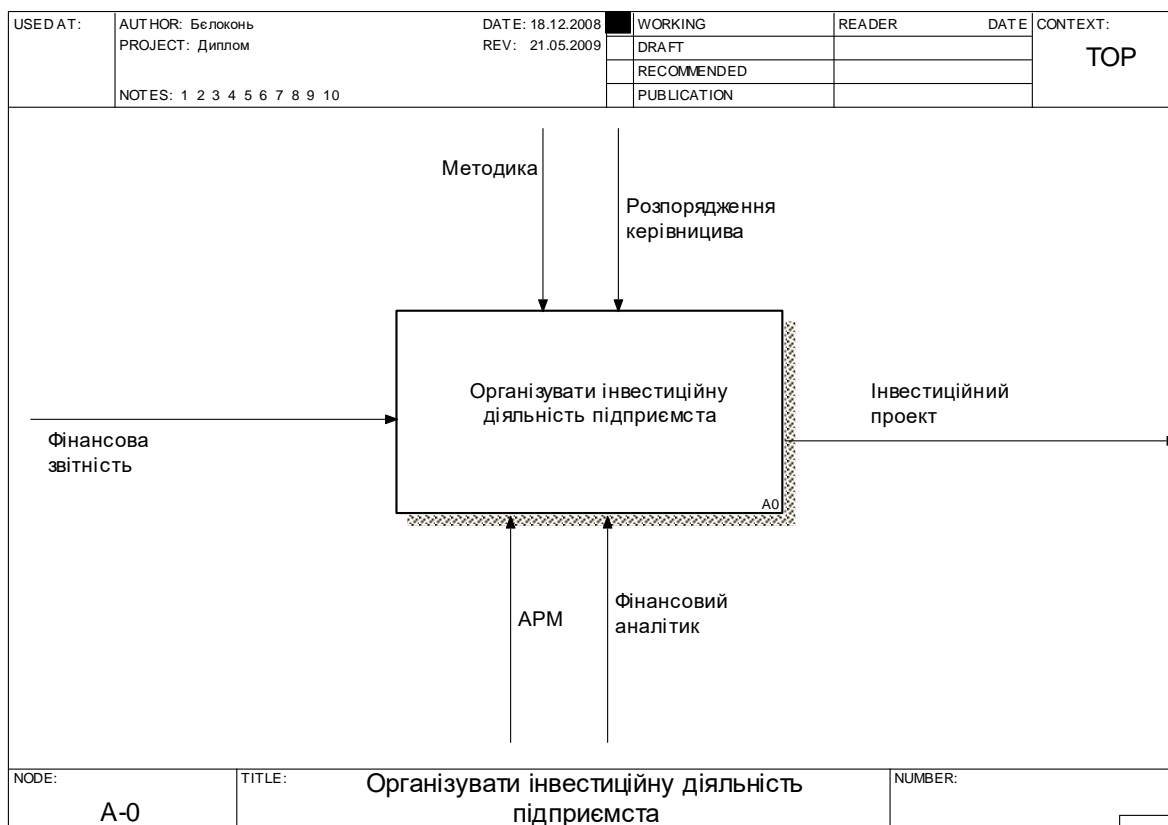 USED AT:
AUTHOR: Бєлоконь
DATE: 18.12.2008
WORKING
READER
DATE
CONTEXT:
PROJECT: Диплом
REV: 21.05.2009
DRAFT
TOP
RECOMMENDED
NOTES: 1 2 3 4 5 6 7 8 9 10
PUBLICATION
Методика
Розпорядження
керівницива
Організувати інвестиційну
діяльність підприємста
Інвестиційний
проект
Фінансова
звітність
A0
АРМ
Фінансовий
аналітик
NODE:
TITLE:
Організувати інвестиційну діяльність
підприємста
NUMBER:
A-0